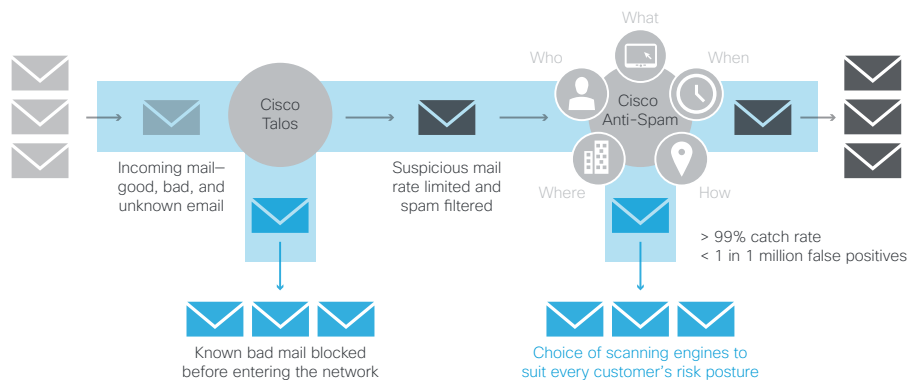 What
Who
When
Cisco
Talos
Cisco
Anti-Spam
Incoming mail–
good, bad, and
unknown email
Suspicious mail
rate limited and
spam filtered
Where
How
> 99% catch rate
< 1 in 1 million false positives
Known bad mail blocked
before entering the network
Choice of scanning engines to
suit every customer's risk posture